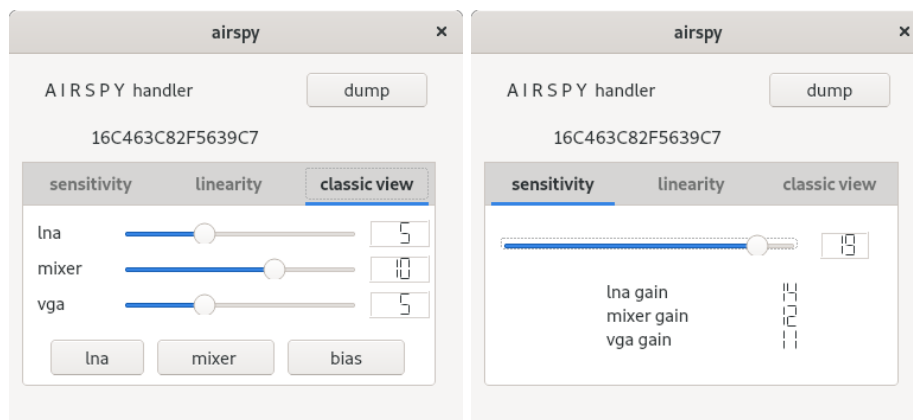 airspy ×
A I R S P Y handler dump
16C463C82F5639C7
sensitivity linearity classic view
lna 5
mixer 10
vga 5
lna mixer bias
airspy ×
A I R S P Y handler dump
16C463C82F5639C7
sensitivity linearity classic view
19
lna gain 14
mixer gain 12
vga gain 11